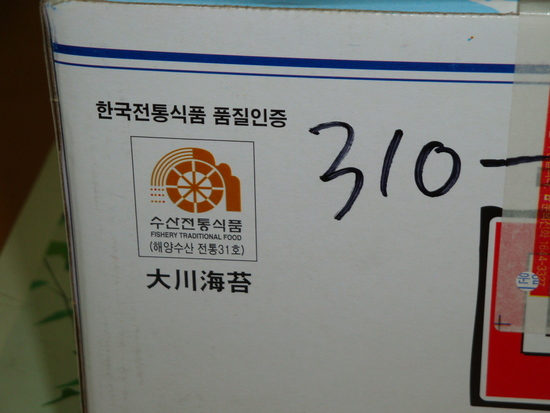 한국전통식품 품질인증
310-
수산전통식품
FISHERY TRADITIONAL FOOD
(해양수산 전통31호)
大川海苔